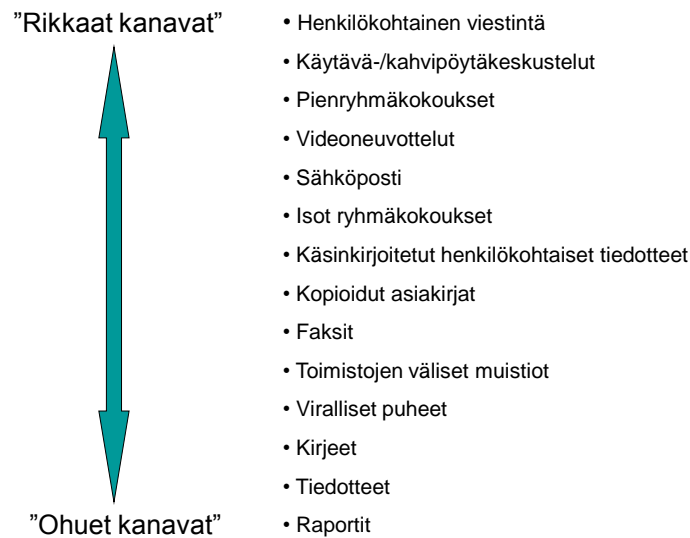 ”Rikkaat kanavat”
• Henkilökohtainen viestintä
• Käytävä-/kahvipöytäkeskustelut
• Pienryhmäkokoukset
• Videoneuvottelut
• Sähköposti
• Isot ryhmäkokoukset
• Käsinkirjoitetut henkilökohtaiset tiedotteet
• Kopioidut asiakirjat
• Faksit
• Toimistojen väliset muistiot
• Viralliset puheet
• Kirjeet
• Tiedotteet
”Ohuet kanavat”
• Raportit